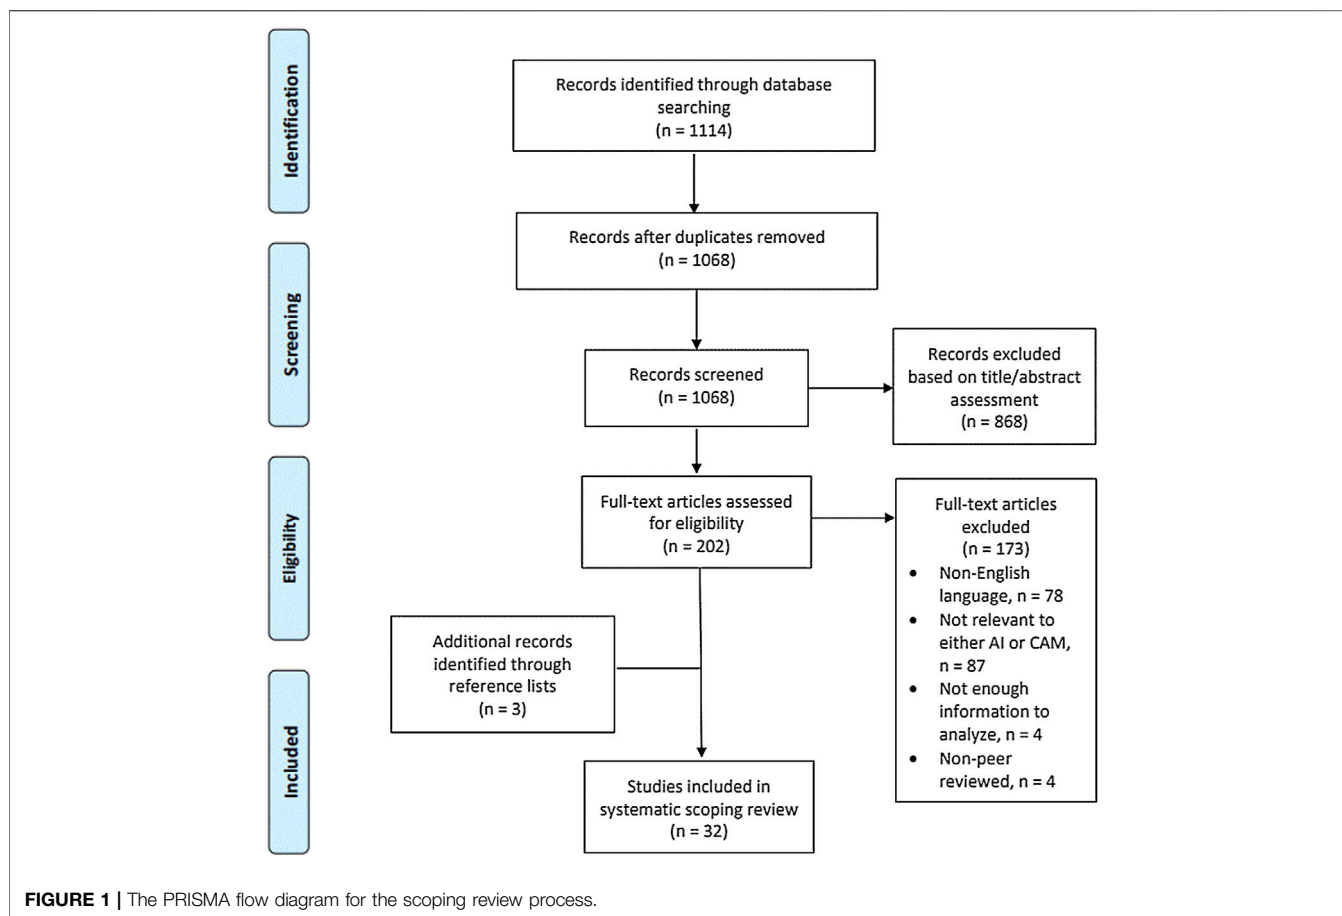 Identification
Records identified through database
searching
(n = 1114)
Records after duplicates removed
(n = 1068)
Screening
Records screened
(n = 1068)
Records excluded
based on title/abstract
assessment
(n = 868)
Eligibility
Full-text articles assessed
for eligibility
(n = 202)
Full-text articles
excluded
(n = 173)
• Non-English
language, n = 78
• Not relevant to
either AI or CAM,
n = 87
• Not enough
information to
analyze, n = 4
• Non-peer
reviewed, n = 4
Additional records
identified through
reference lists
(n = 3)
Included
Studies included in
systematic scoping review
(n = 32)
FIGURE 1 | The PRISMA flow diagram for the scoping review process.